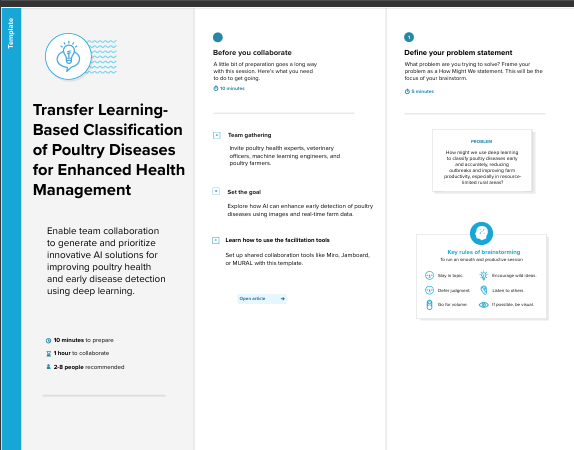 Template
Transfer Learning-
Based Classification
of Poultry Diseases
for Enhanced Health
Management
Enable team collaboration
to generate and prioritize
innovative AI solutions for
improving poultry health
and early disease detection
using deep learning.
10 minutes to prepare
1 hour to collaborate
2-8 people recommended
Before you collaborate
A little bit of preparation goes a long way
with this session. Here's what you need
to do to get going.
10 minutes
Team gathering
Invite poultry health experts, veterinary
officers, machine learning engineers, and
poultry farmers.
Set the goal
Explore how AI can enhance early detection of poultry
diseases using images and real-time farm data.
Learn how to use the facilitation tools
Set up shared collaboration tools like Miro, Jamboard,
or MURAL with this template.
Open article
1
Define your problem statement
What problem are you trying to solve? Frame your
problem as a How Might We statement. This will be the
focus of your brainstorm.
5 minutes
PROBLEM
How might we use deep learning
to classify poultry diseases early
and accurately, reducing
outbreaks and improving farm
productivity, especially in resource-
limited rural areas?
Key rules of brainstorming
To run an smooth and productive session
Stay in topic.
Encourage wild ideas.
Defer judgment.
Listen to others.
Go for volume.
If possible, be visual.